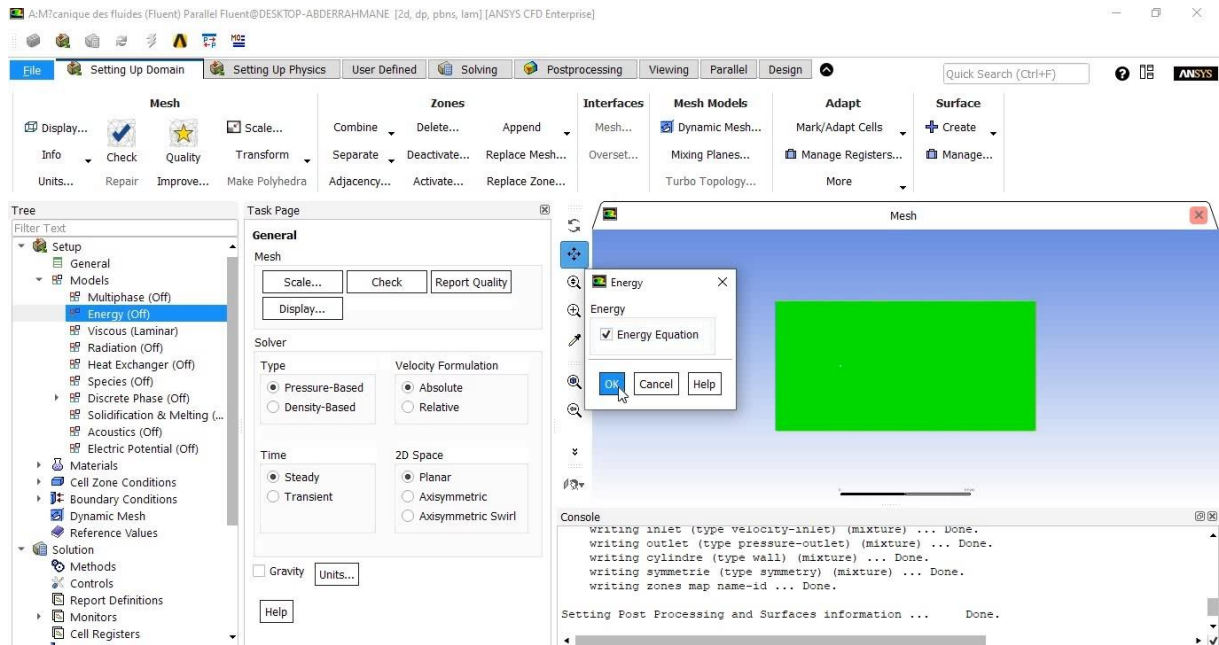 A:M?canique des fluides (Fluent) Parallel Fluent@DESKTOP-ABDERRAHMANE [2d, dp, pbns, lam] [ANSYS CFD Enterprise]
File Setting Up Domain Setting Up Physics User Defined Solving Postprocessing Viewing Parallel Design Quick Search (Ctrl+F) ANSYS
Mesh Zones Interfaces Mesh Models Adapt Surface
Display... Scale... Combine Delete... Append Mesh... Dynamic Mesh... Mark/Adapt Cells Create
Info Check Quality Transform Separate Deactivate... Replace Mesh... Overset... Mixing Planes... Manage Registers... Manage...
Units... Repair Improve... Make Polyhedra Adjacency... Activate... Replace Zone... Turbo Topology... More
Tree
Filter Text
Setup
General
Models
Multiphase (Off)
Energy (Off)
Viscous (Laminar)
Radiation (Off)
Heat Exchanger (Off)
Species (Off)
Discrete Phase (Off)
Solidification & Melting (...
Acoustics (Off)
Electric Potential (Off)
Materials
Cell Zone Conditions
Boundary Conditions
Dynamic Mesh
Reference Values
Solution
Methods
Controls
Report Definitions
Monitors
Cell Registers
Task Page
General
Mesh
Scale... Check Report Quality
Display...
Solver
Type Velocity Formulation
Pressure-Based Absolute
Density-Based Relative
Time 2D Space
Steady Planar
Transient Axisymmetric
Axisymmetric Swirl
Gravity Units...
Help
Mesh
Energy
Energy
Energy Equation
OK Cancel Help
Console
writing inlet (type velocity-inlet) (mixture) ... Done.
writing outlet (type pressure-outlet) (mixture) ... Done.
writing cylindre (type wall) (mixture) ... Done.
writing symmetrie (type symmetry) (mixture) ... Done.
writing zones map name-id ... Done.
Setting Post Processing and Surfaces information ... Done.